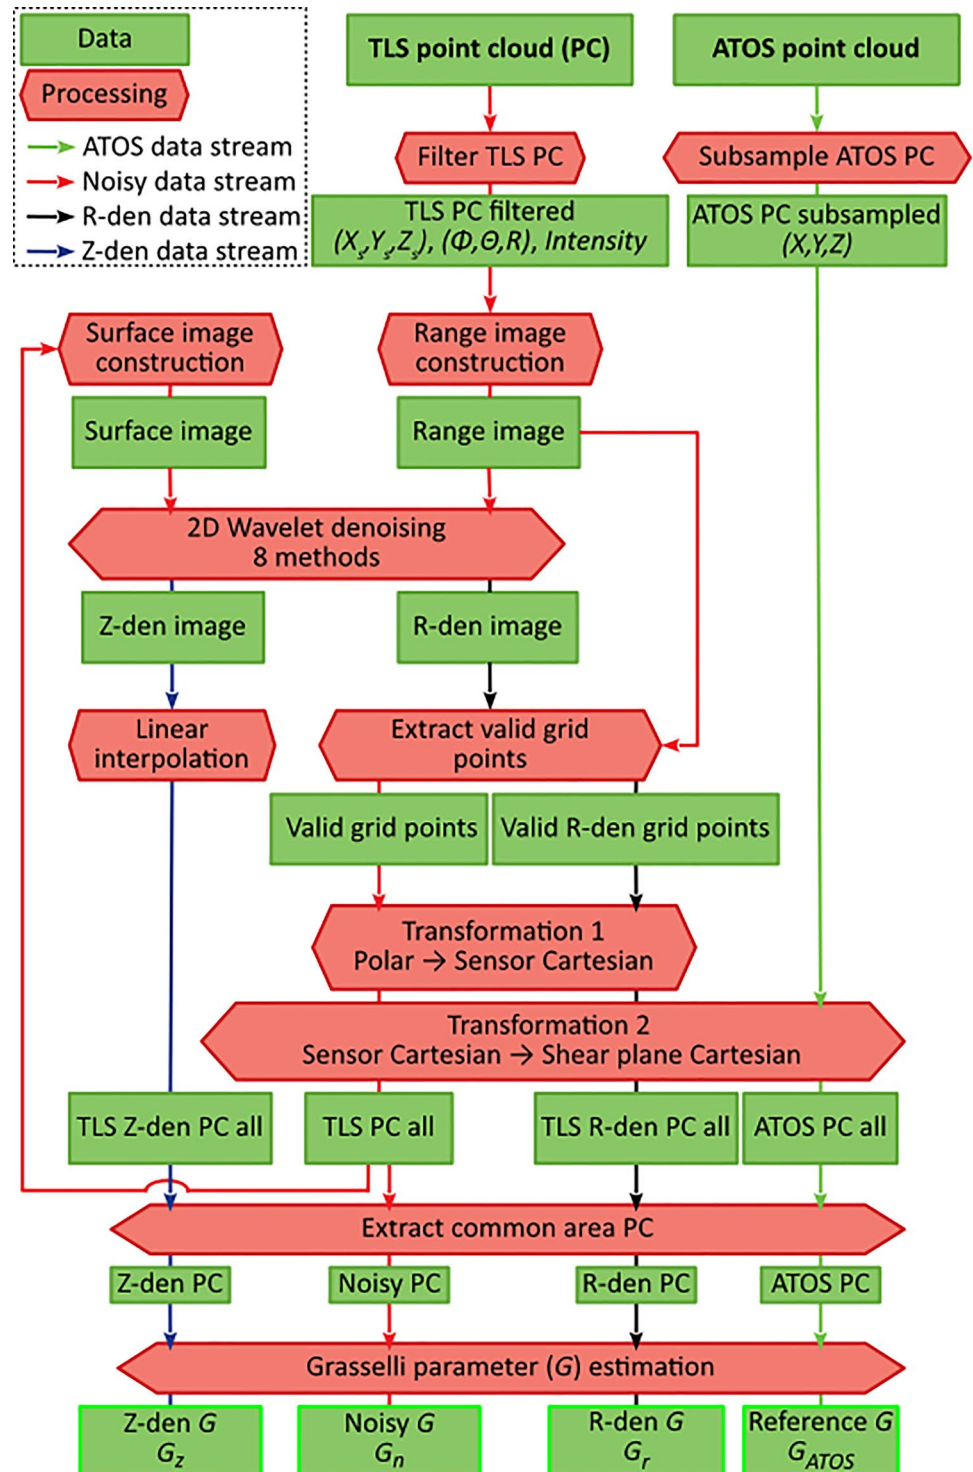 Data
Processing
ATOS data stream
Noisy data stream
R-den data stream
Z-den data stream
TLS point cloud (PC)
ATOS point cloud
Filter TLS PC
Subsample ATOS PC
TLS PC filtered
(Xs,Ys,Zs), (Φ,Θ,R), Intensity
ATOS PC subsampled
(X,Y,Z)
Surface image
construction
Range image
construction
Surface image
Range image
2D Wavelet denoising
8 methods
Z-den image
R-den image
Linear
interpolation
Extract valid grid
points
Valid grid points
Valid R-den grid points
Transformation 1
Polar → Sensor Cartesian
Transformation 2
Sensor Cartesian → Shear plane Cartesian
TLS Z-den PC all
TLS PC all
TLS R-den PC all
ATOS PC all
Extract common area PC
Z-den PC
Noisy PC
R-den PC
ATOS PC
Grasselli parameter (G) estimation
Z-den G
Gz
Noisy G
Gn
R-den G
Gr
Reference G
GATOS